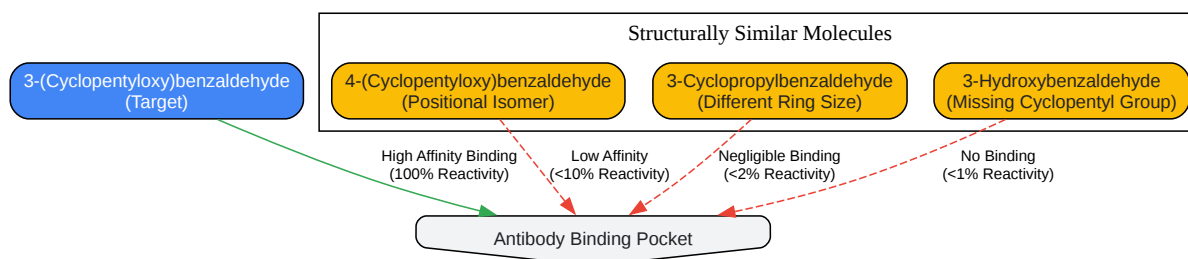 Structurally Similar Molecules
3-(Cyclopentyloxy)benzaldehyde
(Target)
4-(Cyclopentyloxy)benzaldehyde
(Positional Isomer)
3-Cyclopropylbenzaldehyde
(Different Ring Size)
3-Hydroxybenzaldehyde
(Missing Cyclopentyl Group)
High Affinity Binding
(100% Reactivity)
Low Affinity
(<10% Reactivity)
Negligible Binding
(<2% Reactivity)
No Binding
(<1% Reactivity)
Antibody Binding Pocket